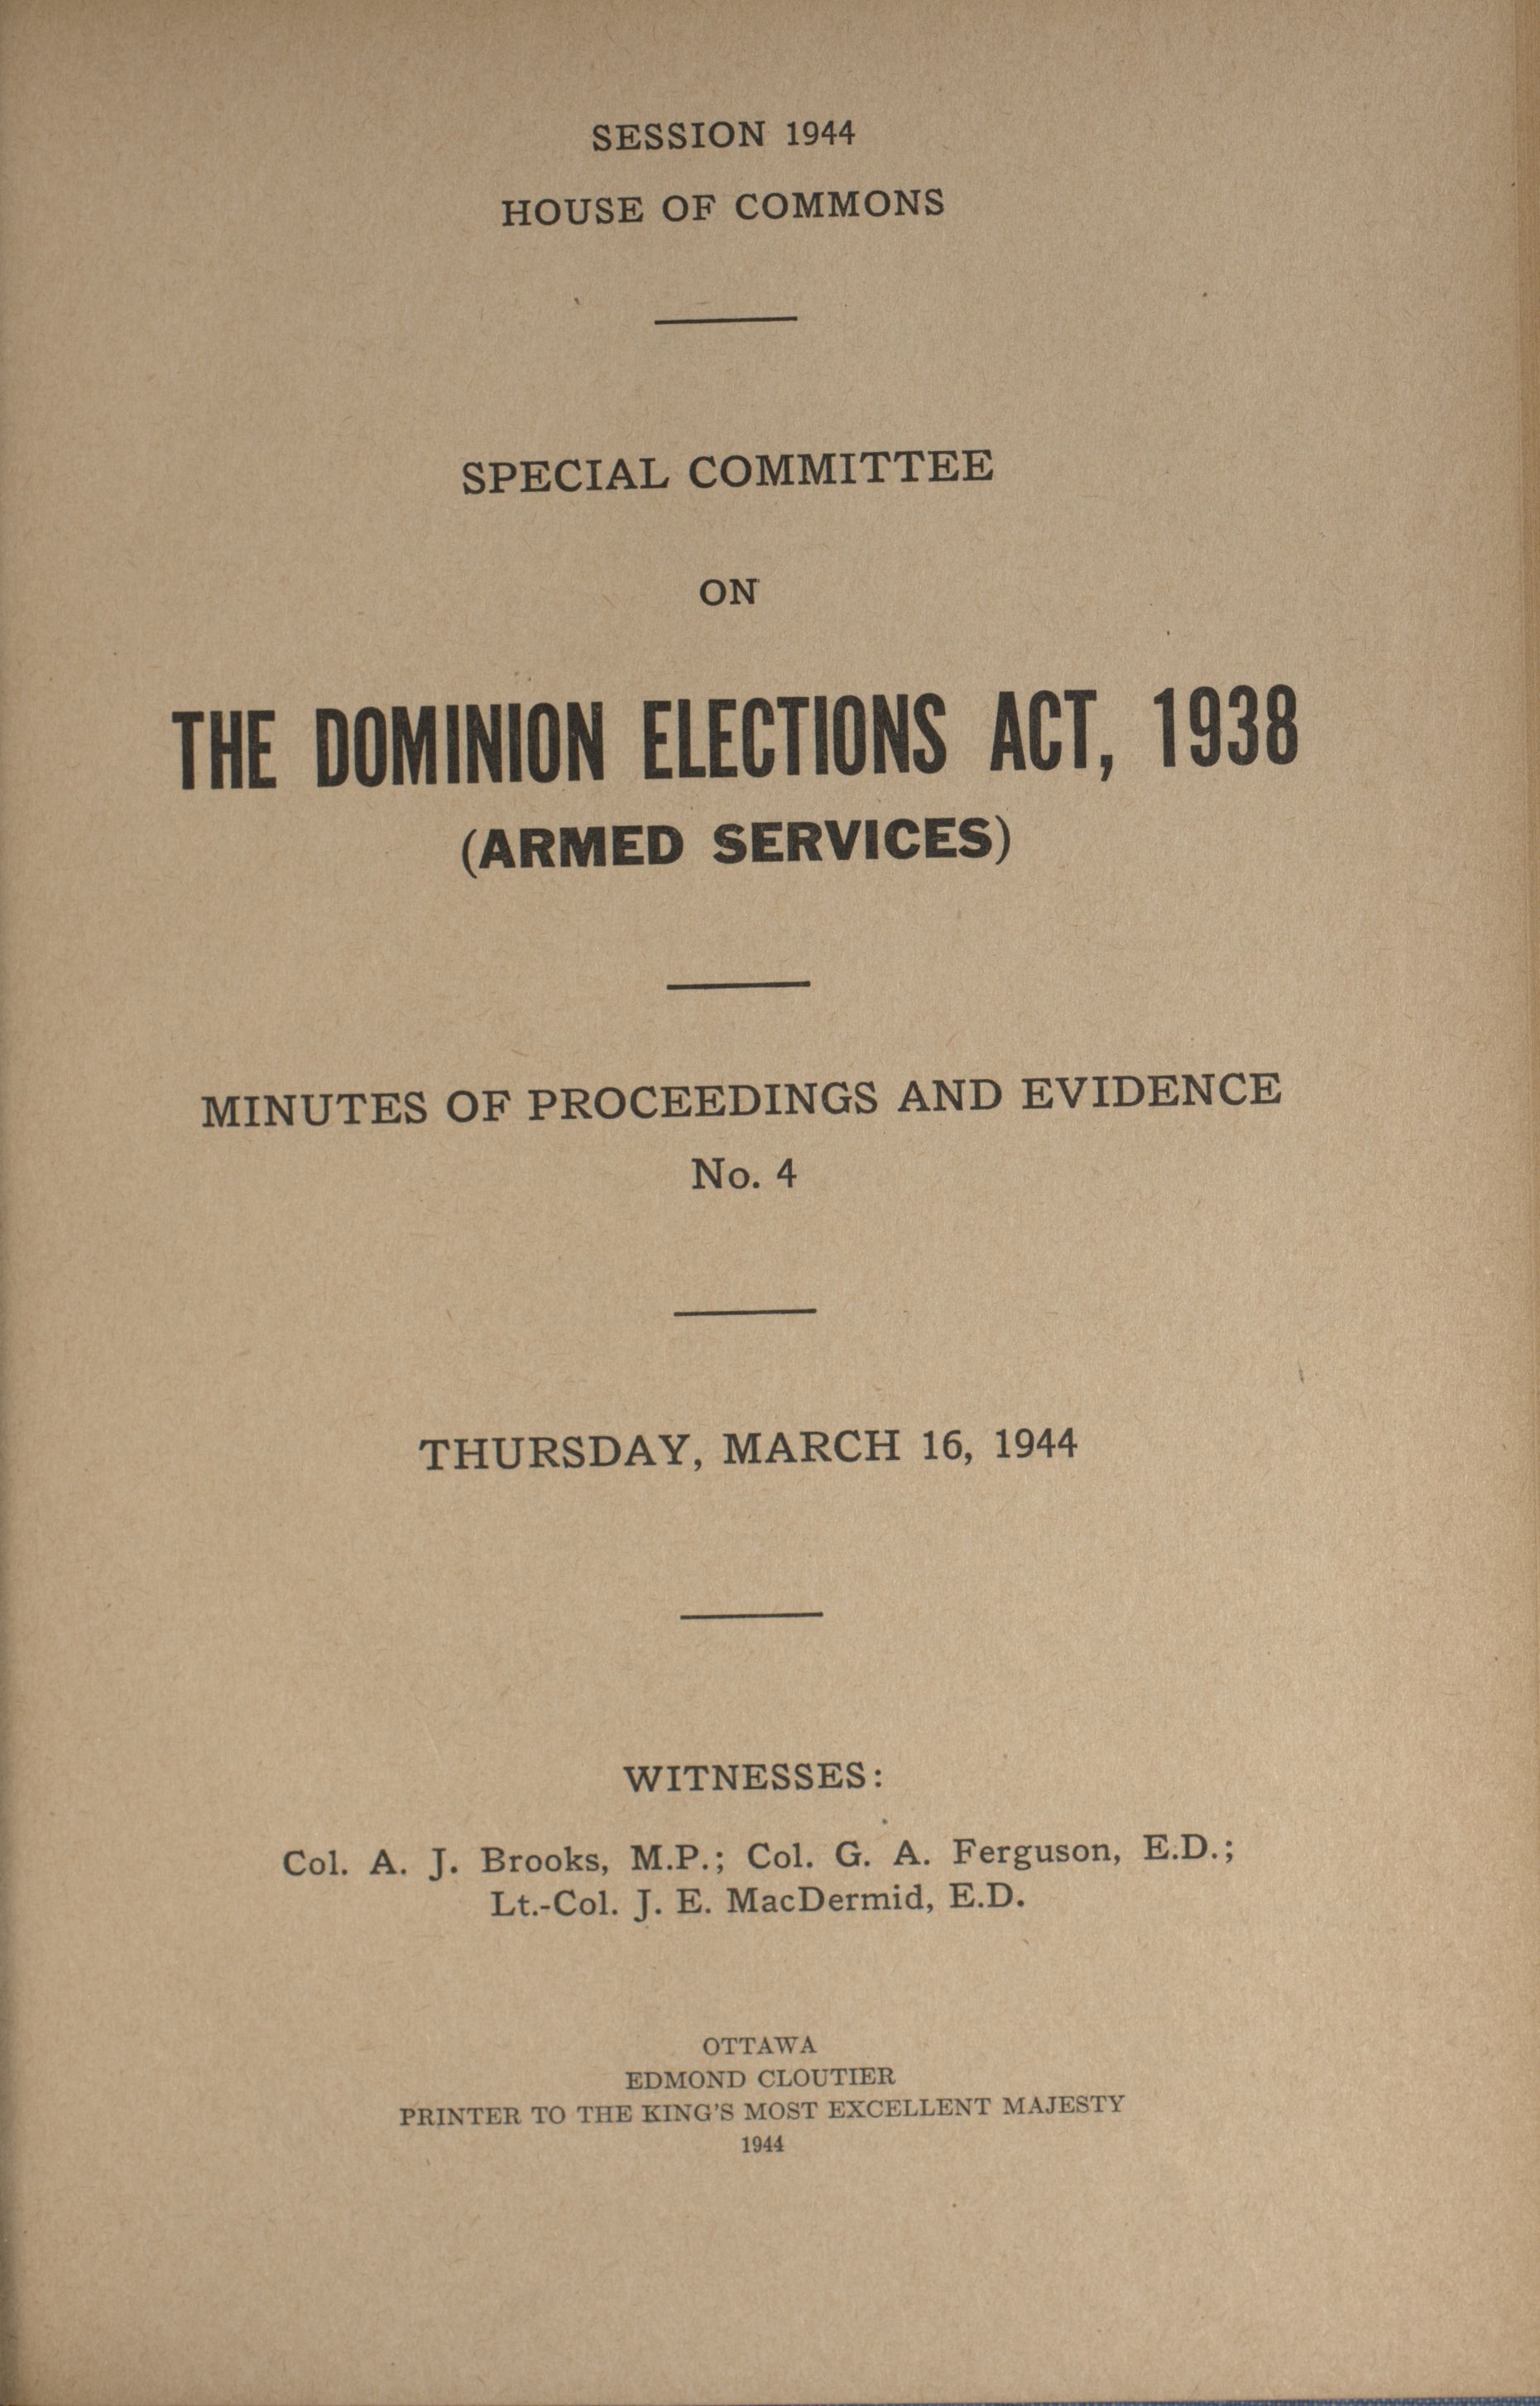 SESSION 1944
HOUSE OF COMMONS
SPECIAL COMMITTEE
ON
THE DOMINION ELECTIONS ACT, 1938
(ARMED SERVICES)
MINUTES OF PROCEEDINGS AND EVIDENCE
No. 4
THURSDAY, MARCH 16, 1944
WITNESSES:
Col. A. J. Brooks, M.P.; Col. G. A. Ferguson, E.D.;
Lt.-Col. J. E. MacDermid, E.D.
OTTAWA
EDMOND CLOUTIER
PRINTER TO THE KING'S MOST EXCELLENT MAJESTY
1944